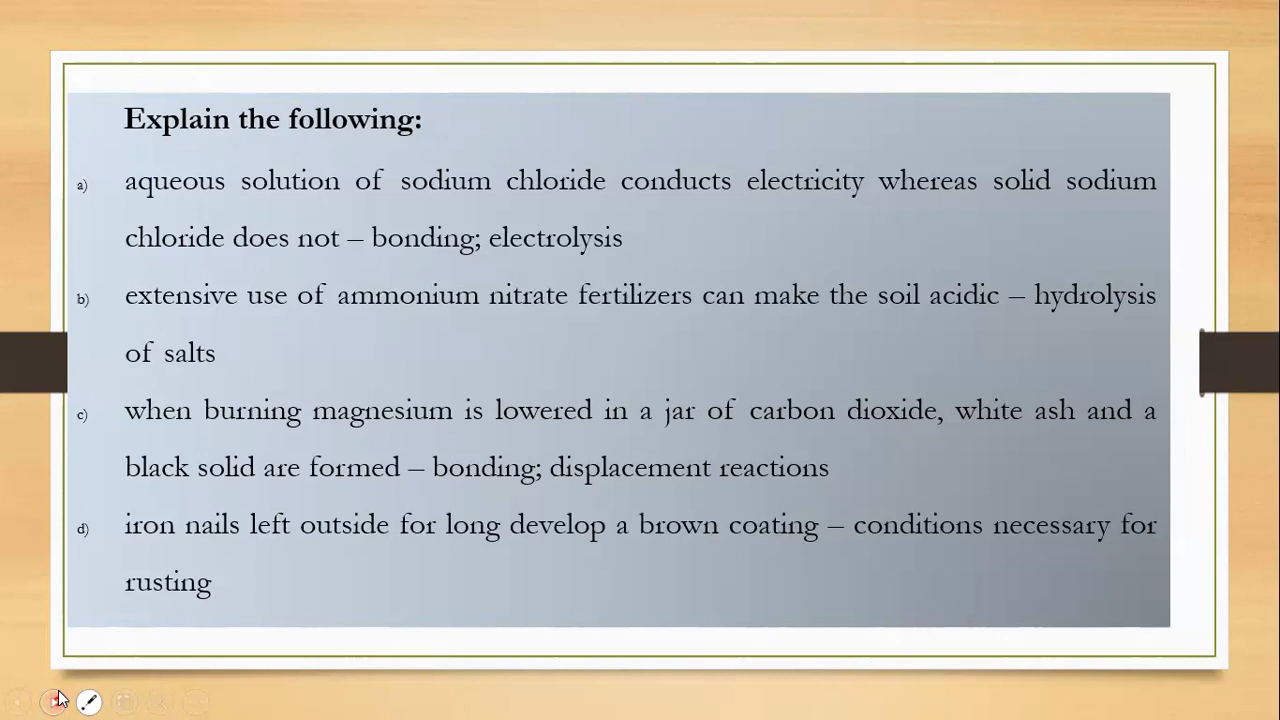 Explain the following:
a) aqueous solution of sodium chloride conducts electricity whereas solid sodium
chloride does not – bonding; electrolysis
b) extensive use of ammonium nitrate fertilizers can make the soil acidic – hydrolysis
of salts
c) when burning magnesium is lowered in a jar of carbon dioxide, white ash and a
black solid are formed – bonding; displacement reactions
d) iron nails left outside for long develop a brown coating – conditions necessary for
rusting